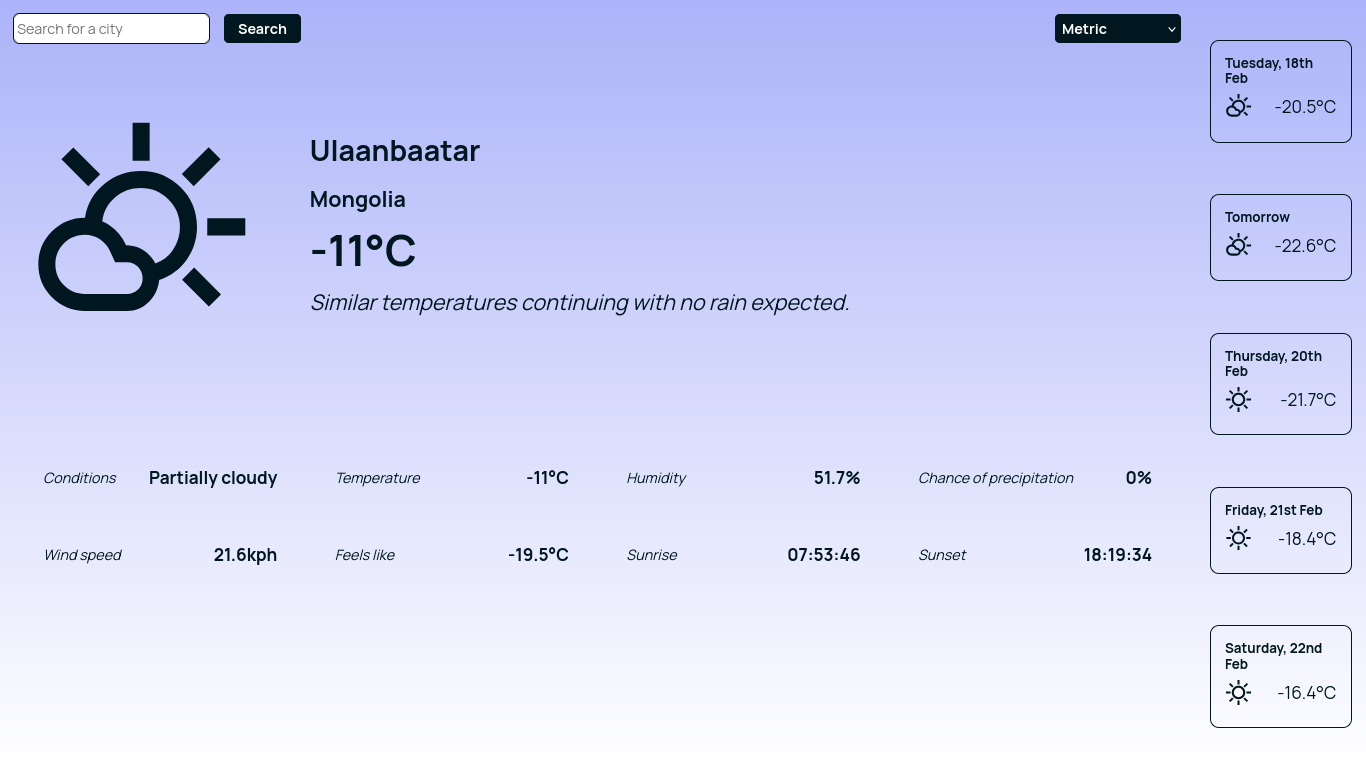 Search for a city
Search
Metric
Ulaanbaatar
Mongolia
-11°C
Similar temperatures continuing with no rain expected.
Conditions
Partially cloudy
Temperature
-11°C
Humidity
51.7%
Chance of precipitation
0%
Wind speed
21.6kph
Feels like
-19.5°C
Sunrise
07:53:46
Sunset
18:19:34
Tuesday, 18th
Feb
-20.5°C
Tomorrow
-22.6°C
Thursday, 20th
Feb
-21.7°C
Friday, 21st Feb
-18.4°C
Saturday, 22nd
Feb
-16.4°C